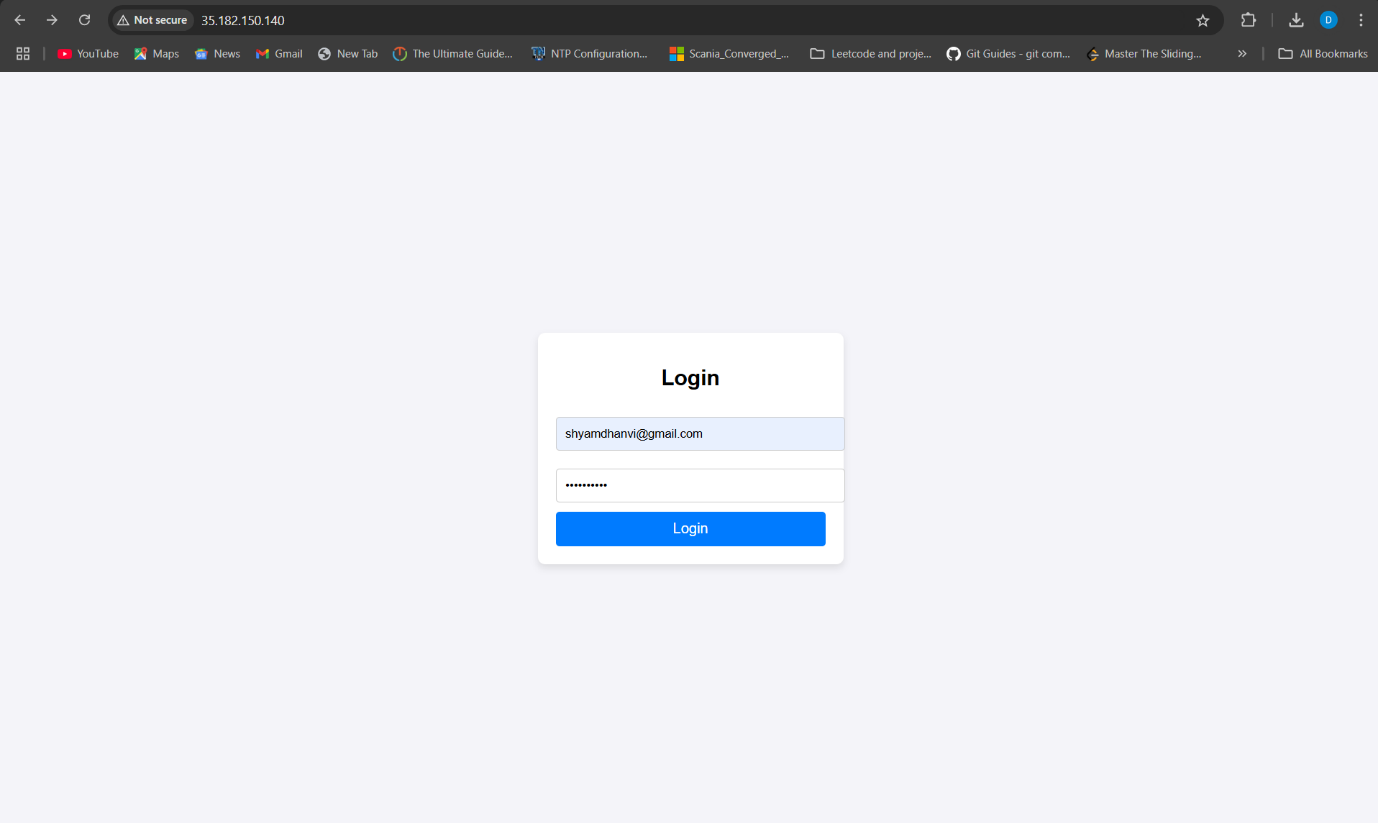 Not secure 35.182.150.140 D
YouTube Maps News Gmail New Tab The Ultimate Guide... NTP Configuration... Scania_Converged_... Leetcode and proje... Git Guides - git com... Master The Sliding... » All Bookmarks
Login
shyamdhanvi@gmail.com
••••••••••
Login